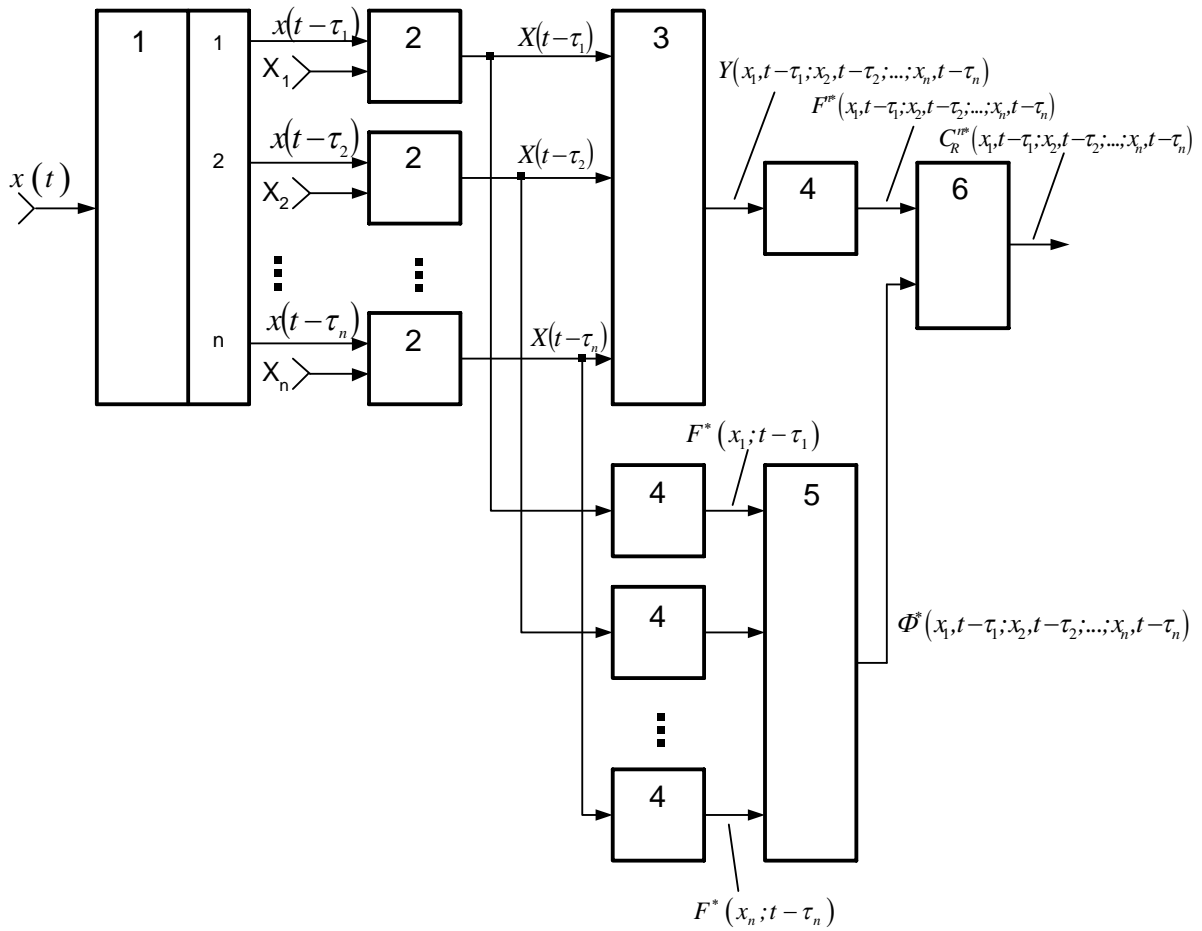 1
1
x(t−τ₁)
X₁
2
X(t−τ₁)
3
Y(x₁,t−τ₁;x₂,t−τ₂;...;xₙ,t−τₙ)
Fⁿ*(x₁,t−τ₁;x₂,t−τ₂;...;xₙ,t−τₙ)
C_Rⁿ*(x₁,t−τ₁;x₂,t−τ₂;...;xₙ,t−τₙ)
x(t)
2
x(t−τ₂)
X₂
2
X(t−τ₂)
4
6
n
x(t−τₙ)
Xₙ
2
X(t−τₙ)
F*(x₁;t−τ₁)
4
5
4
Φ*(x₁,t−τ₁;x₂,t−τ₂;...;xₙ,t−τₙ)
4
F*(xₙ;t−τₙ)